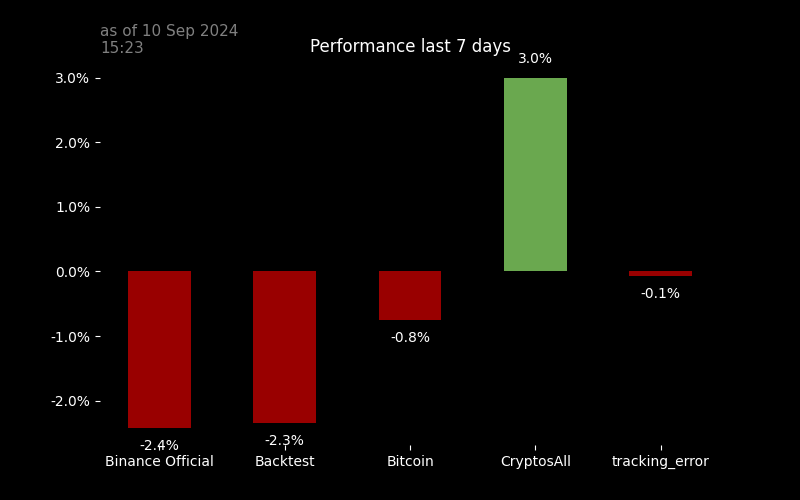 as of 10 Sep 2024
15:23
Performance last 7 days
3.0%
3.0%
2.0%
1.0%
0.0%
-0.1%
-0.8%
-1.0%
-2.0%
-2.4%
-2.3%
Binance Official
Backtest
Bitcoin
CryptosAll
tracking_error